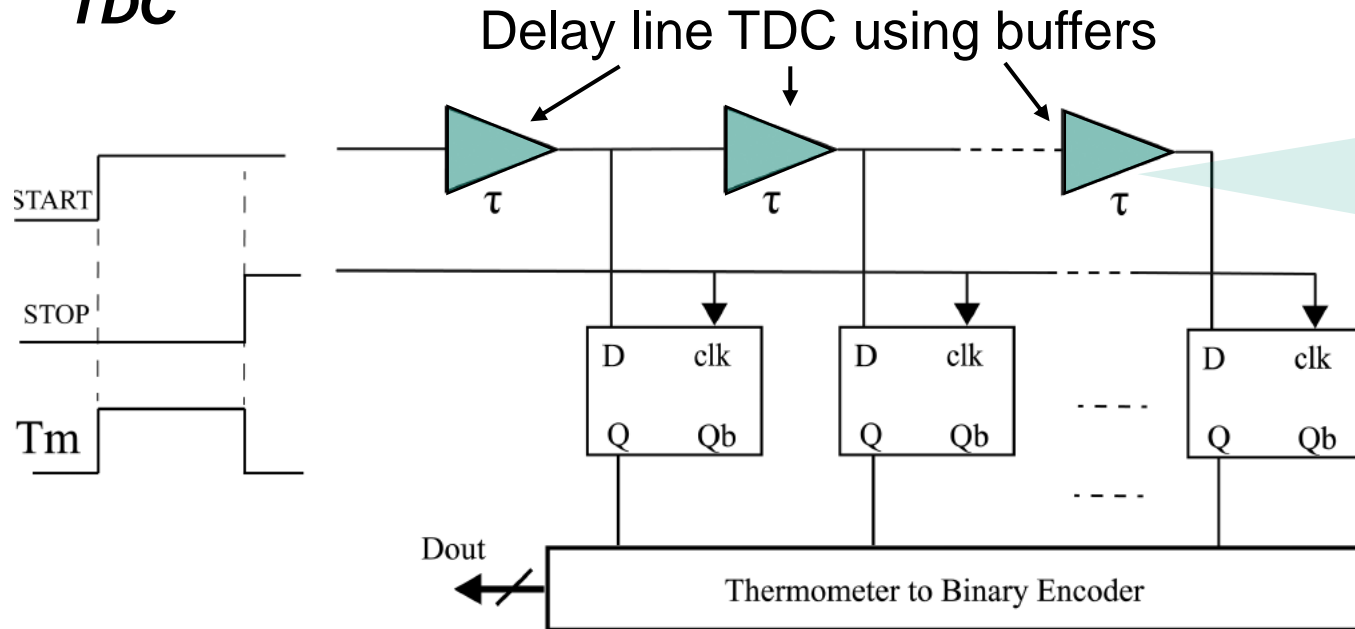 TDC
Delay line TDC using buffers
τ τ τ
START
STOP
Tm
D clk D clk D clk
Q Qb Q Qb Q Qb
Dout
Thermometer to Binary Encoder